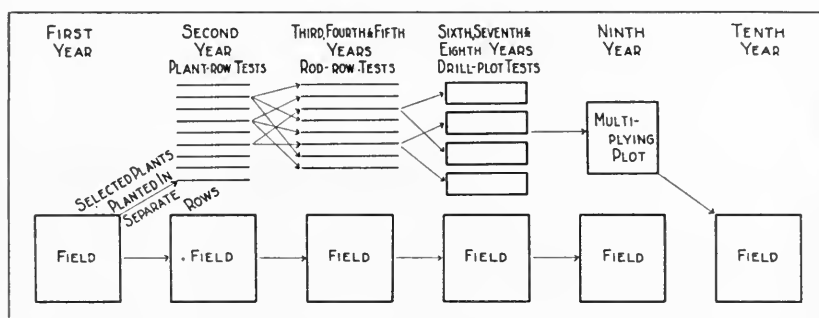 FIRST
YEAR
SECOND
YEAR
PLANT-ROW TESTS
THIRD, FOURTH & FIFTH
YEARS
ROD-ROW TESTS
SIXTH, SEVENTH &
EIGHTH YEARS
DRILL-PLOT TESTS
NINTH
YEAR
TENTH
YEAR
SELECTED PLANTS
PLANTED IN
SEPARATE ROWS
MULTI-
PLYING
PLOT
FIELD
FIELD
FIELD
FIELD
FIELD
FIELD